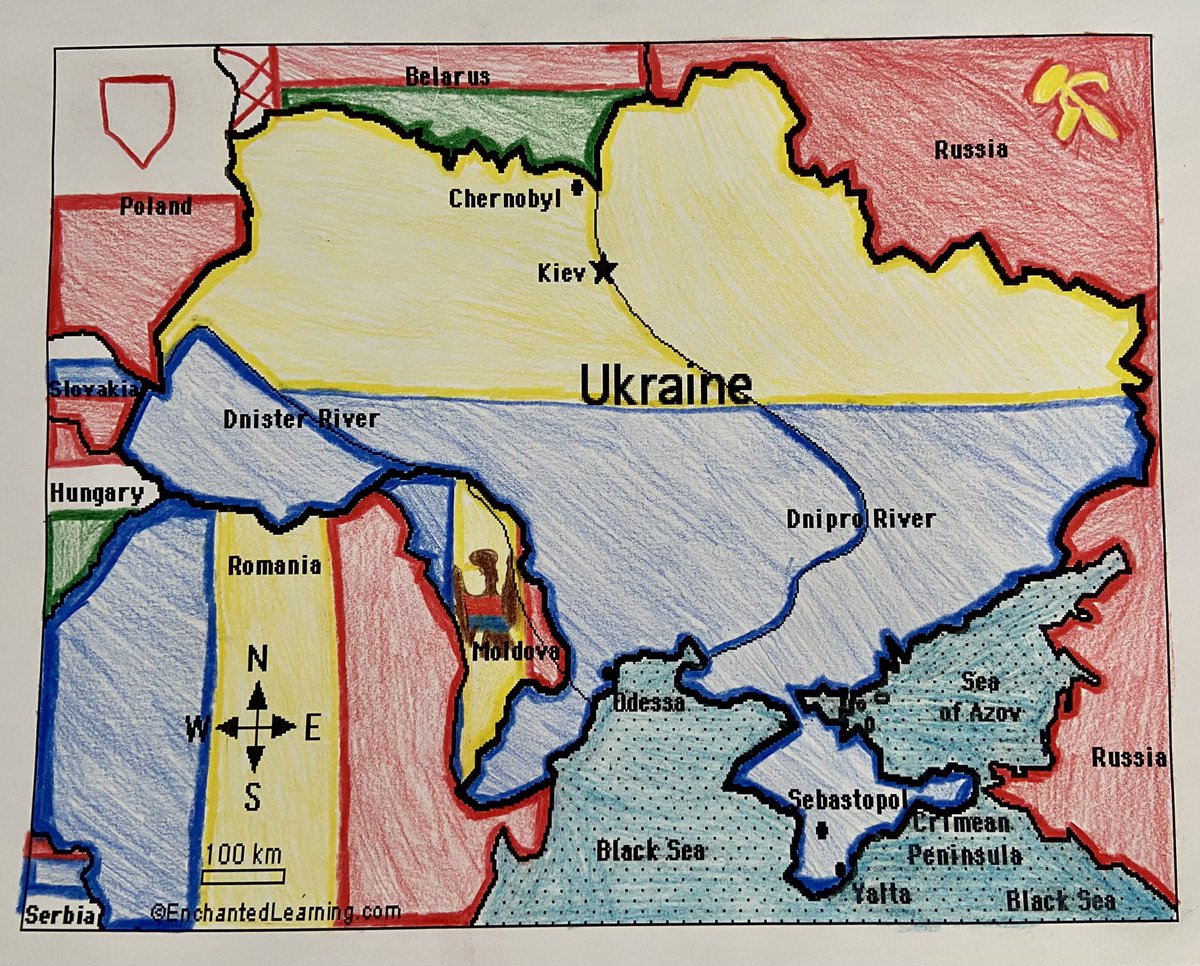 Belarus
Russia
Chernobyl
Poland
Kiev
Ukraine
Slovakia
Dnister River
Hungary
Dnipro River
Romania
Moldova
N
W
E
S
Odessa
Sea
of Azov
Russia
Sebastopol
Crimean
Peninsula
Black Sea
100 km
Yalta
Black Sea
Serbia
©EnchantedLearning.com